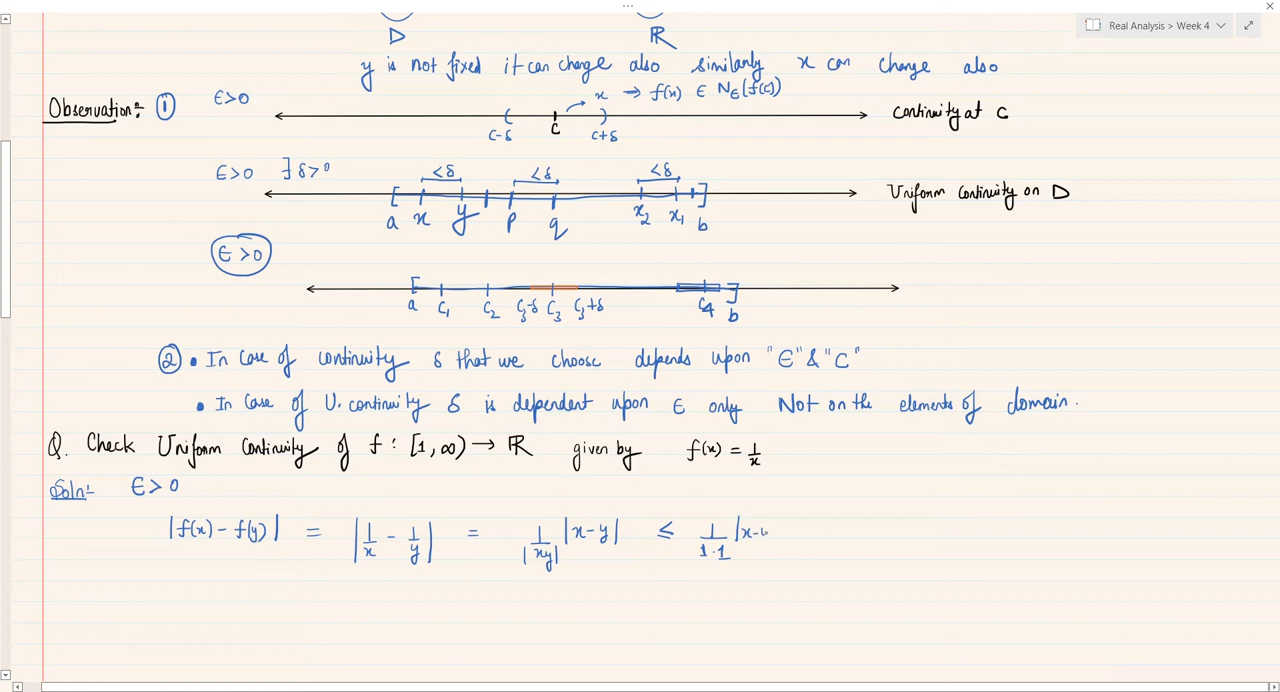 ...
Real Analysis > Week 4
D ℝ
y is not fixed it can change also similarly x can change also
Observation:- ① ϵ>0 x → f(x) ∈ Nϵ(f(c)) Continuity at c
c-δ c c+δ
ϵ>0 ∃ δ>0 <δ <δ <δ Uniform continuity on D
[ ]
a x y p q x₂ x₁ b
ϵ>0
[ ]
a c₁ c₂ c₃-δ c₃ c₃+δ c₄ b
② • In case of continuity δ that we choose depends upon "ϵ" & "c"
• In case of U. continuity δ is dependent upon ϵ only Not on the elements of domain.
Q. Check Uniform Continuity of f : [1, ∞) → ℝ given by f(x) = 1/x
Soln:- ϵ > 0
|f(x) - f(y)| = |1/x - 1/y| = 1/|xy| |x-y| ≤ 1/1·1 |x-